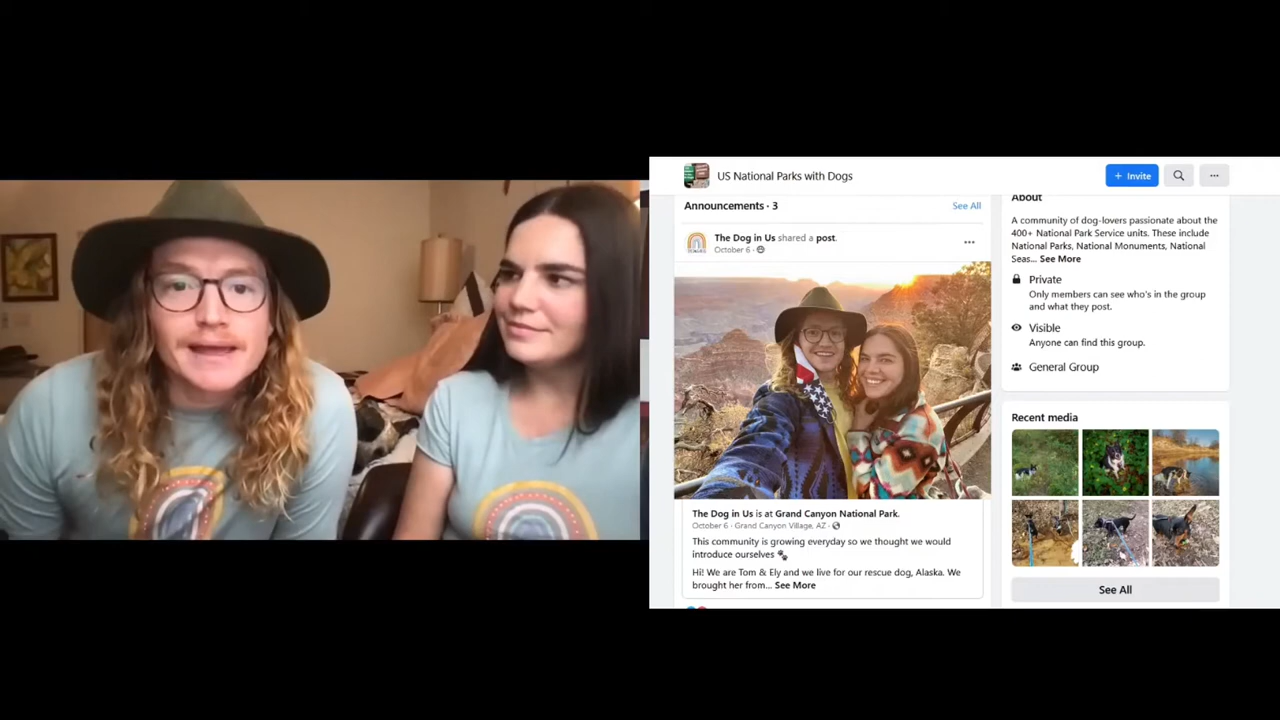 US National Parks with Dogs
+ Invite
Announcements · 3
See All
The Dog in Us shared a post.
October 6 ·
The Dog in Us is at Grand Canyon National Park.
October 6 · Grand Canyon Village, AZ ·
This community is growing everyday so we thought we would
introduce ourselves 🐾
Hi! We are Tom & Ely and we live for our rescue dog, Alaska. We
brought her from... See More
About
A community of dog-lovers passionate about the
400+ National Park Service units. These include
National Parks, National Monuments, National
Seas... See More
Private
Only members can see who's in the group
and what they post.
Visible
Anyone can find this group.
General Group
Recent media
See All